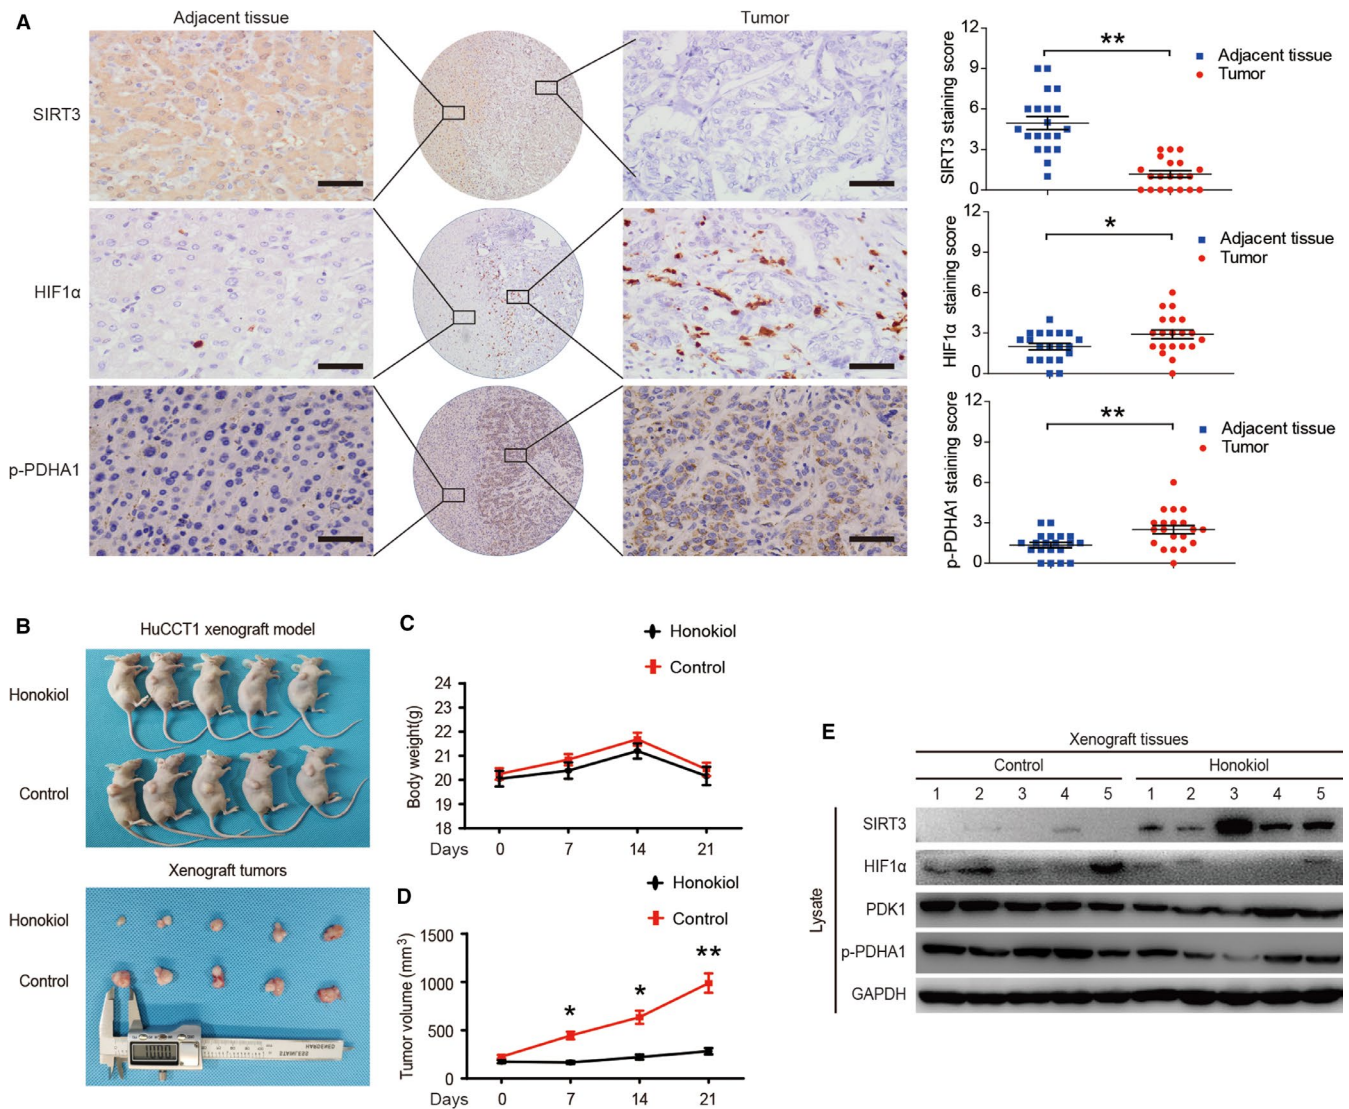 A
Adjacent tissue
Tumor
SIRT3
HIF1α
p-PDHA1
SIRT3 staining score
12
9
6
3
0
**
Adjacent tissue
Tumor
HIF1α staining score
12
9
6
3
0
*
Adjacent tissue
Tumor
p-PDHA1 staining score
12
9
6
3
0
**
Adjacent tissue
Tumor
B
HuCCT1 xenograft model
Honokiol
Control
Xenograft tumors
Honokiol
Control
C
Honokiol
Control
Body weight(g)
24
23
22
21
20
19
18
Days 0 7 14 21
D
Honokiol
Control
Tumor volume (mm³)
1500
1000
500
0
*
*
**
Days 0 7 14 21
E
Xenograft tissues
Control Honokiol
1 2 3 4 5 1 2 3 4 5
Lysate
SIRT3
HIF1α
PDK1
p-PDHA1
GAPDH